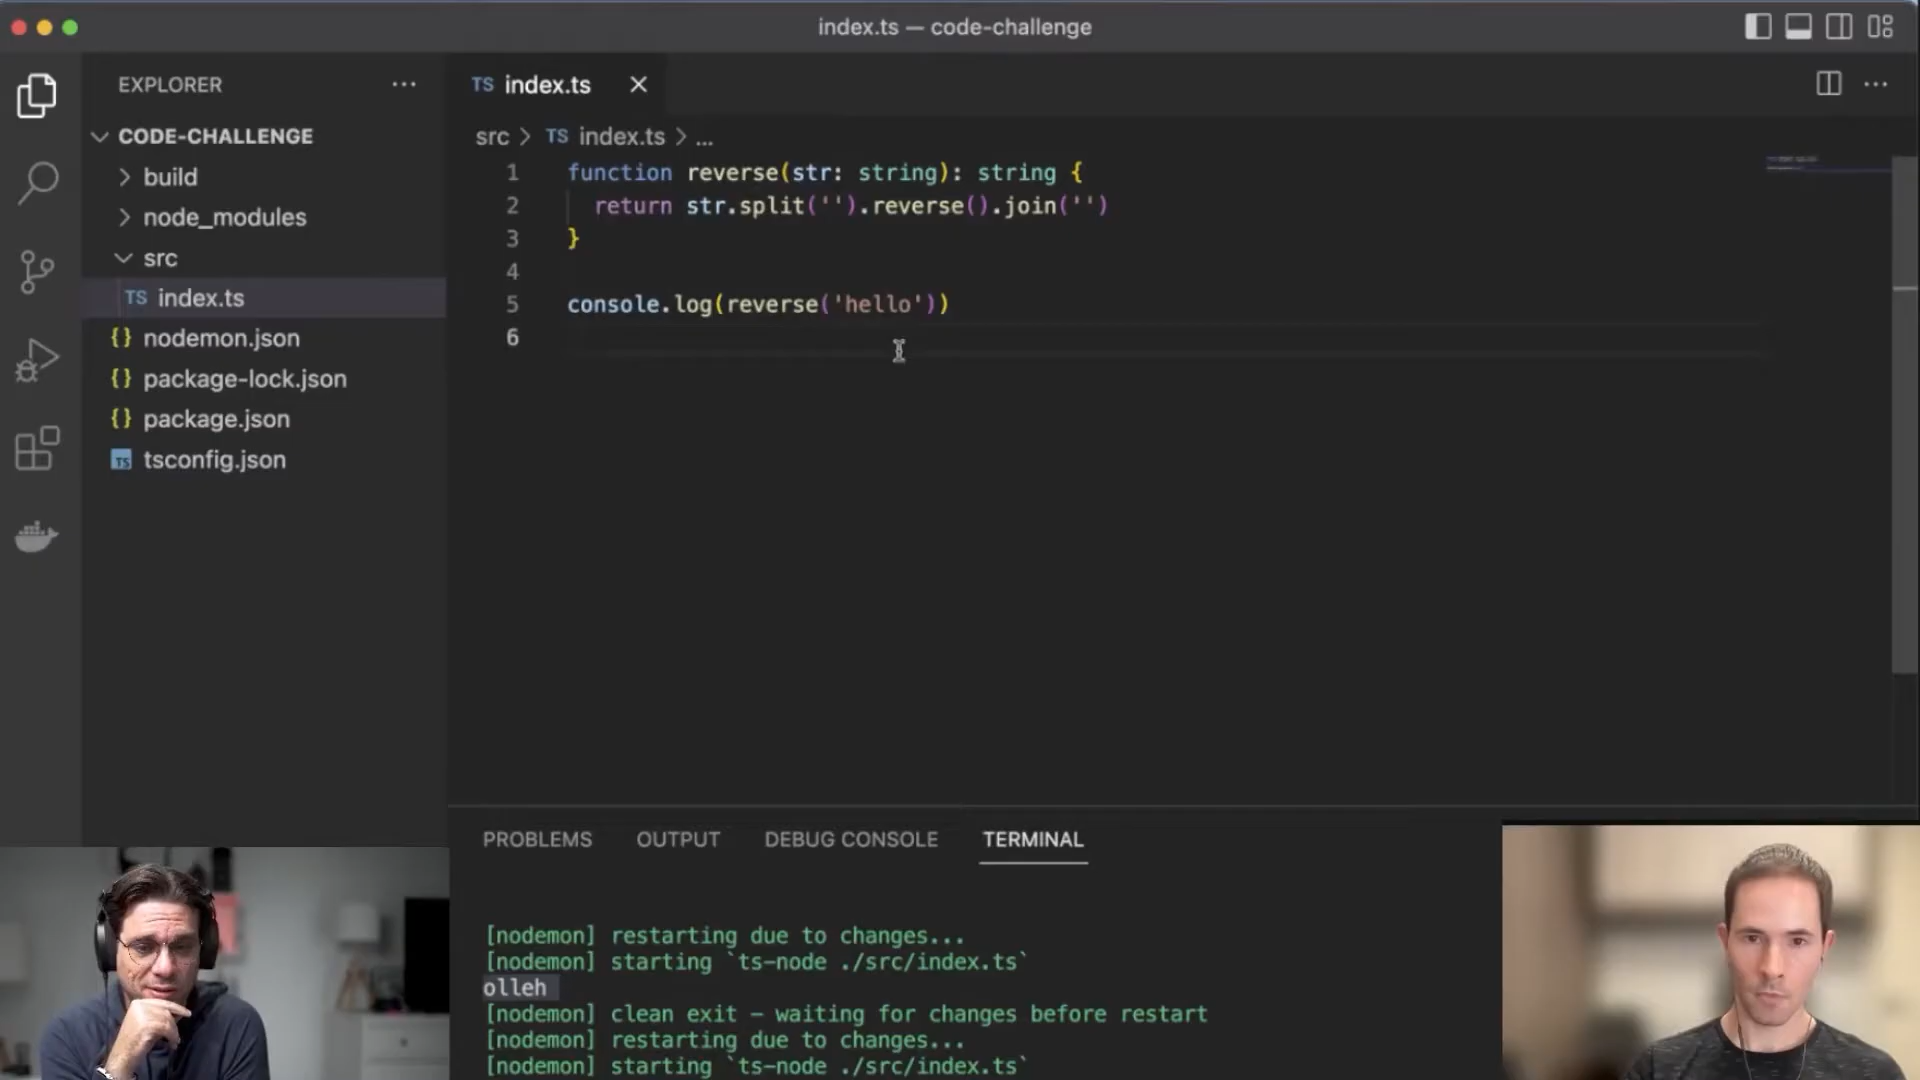 index.ts — code-challenge
EXPLORER
CODE-CHALLENGE
build
node_modules
src
TS index.ts
{} nodemon.json
{} package-lock.json
{} package.json
TS tsconfig.json
TS index.ts
src > TS index.ts > ...
1 function reverse(str: string): string {
2 return str.split('').reverse().join('')
3 }
4
5 console.log(reverse('hello'))
6
PROBLEMS OUTPUT DEBUG CONSOLE TERMINAL
[nodemon] restarting due to changes...
[nodemon] starting `ts-node ./src/index.ts`
olleh
[nodemon] clean exit - waiting for changes before restart
[nodemon] restarting due to changes...
[nodemon] starting `ts-node ./src/index.ts`